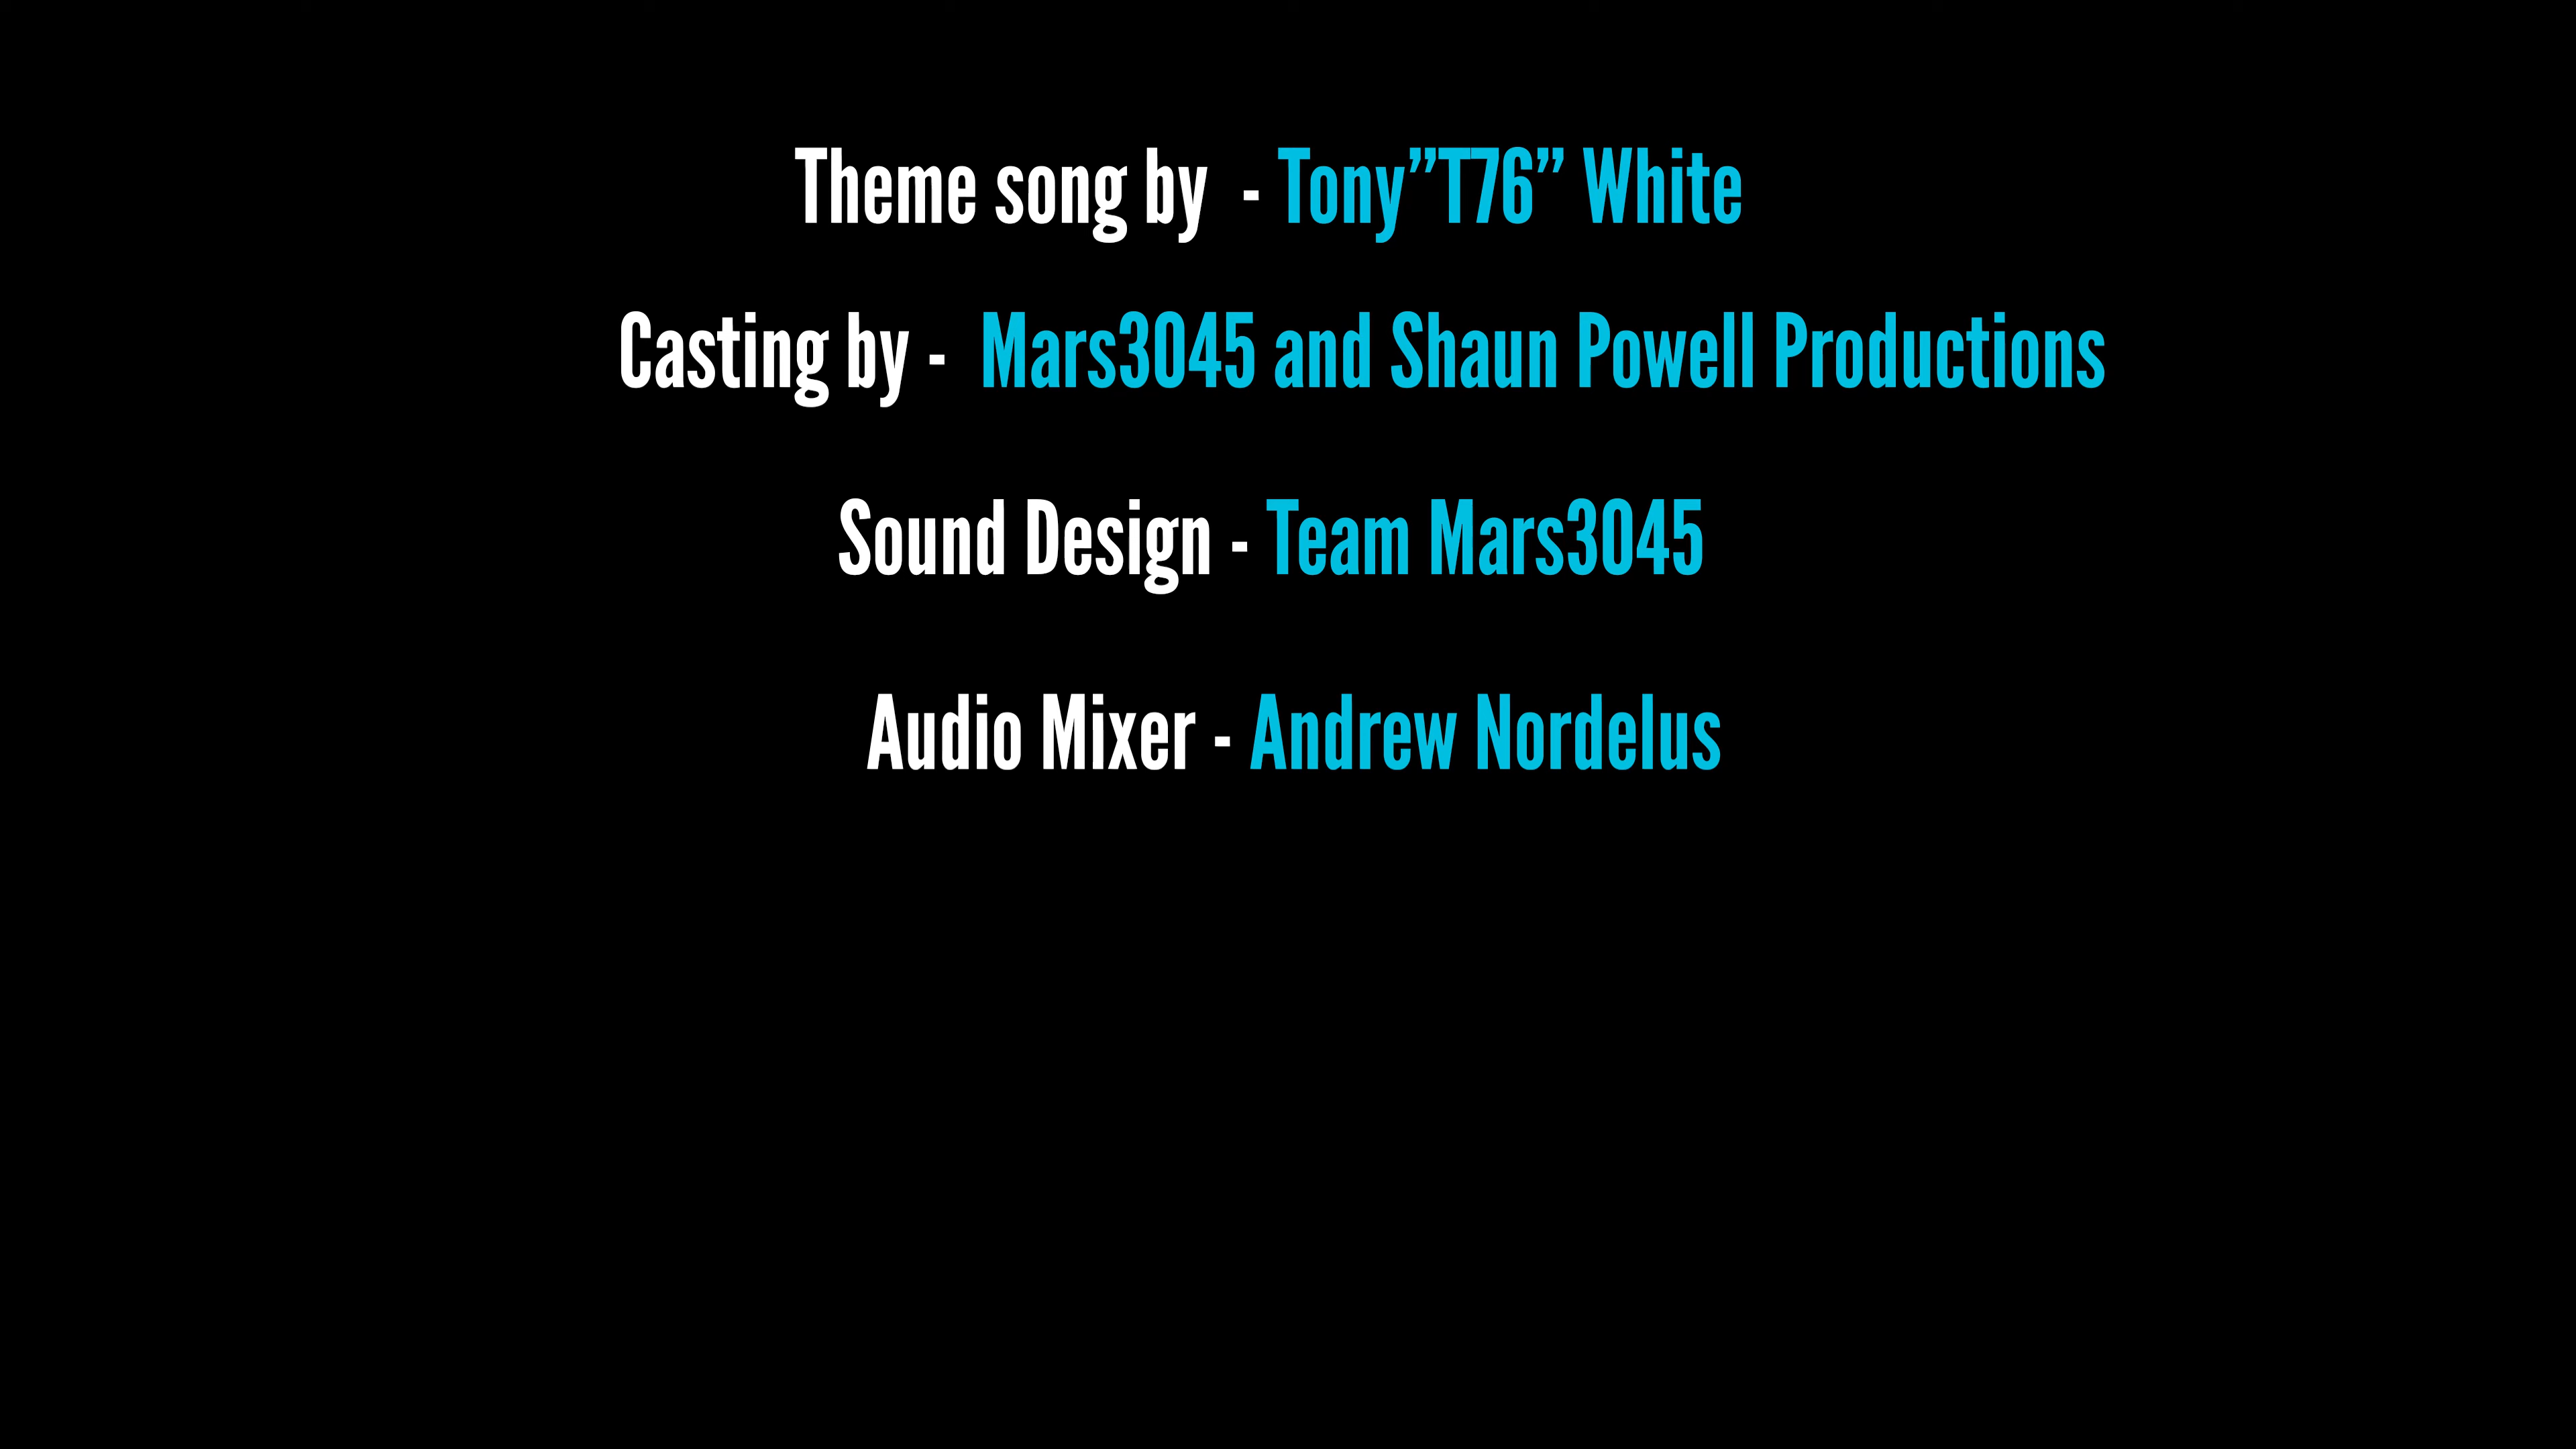 Theme song by  - Tony”T76” White
Casting by -  Mars3045 and Shaun Powell Productions
Sound Design - Team Mars3045
Audio Mixer - Andrew Nordelus